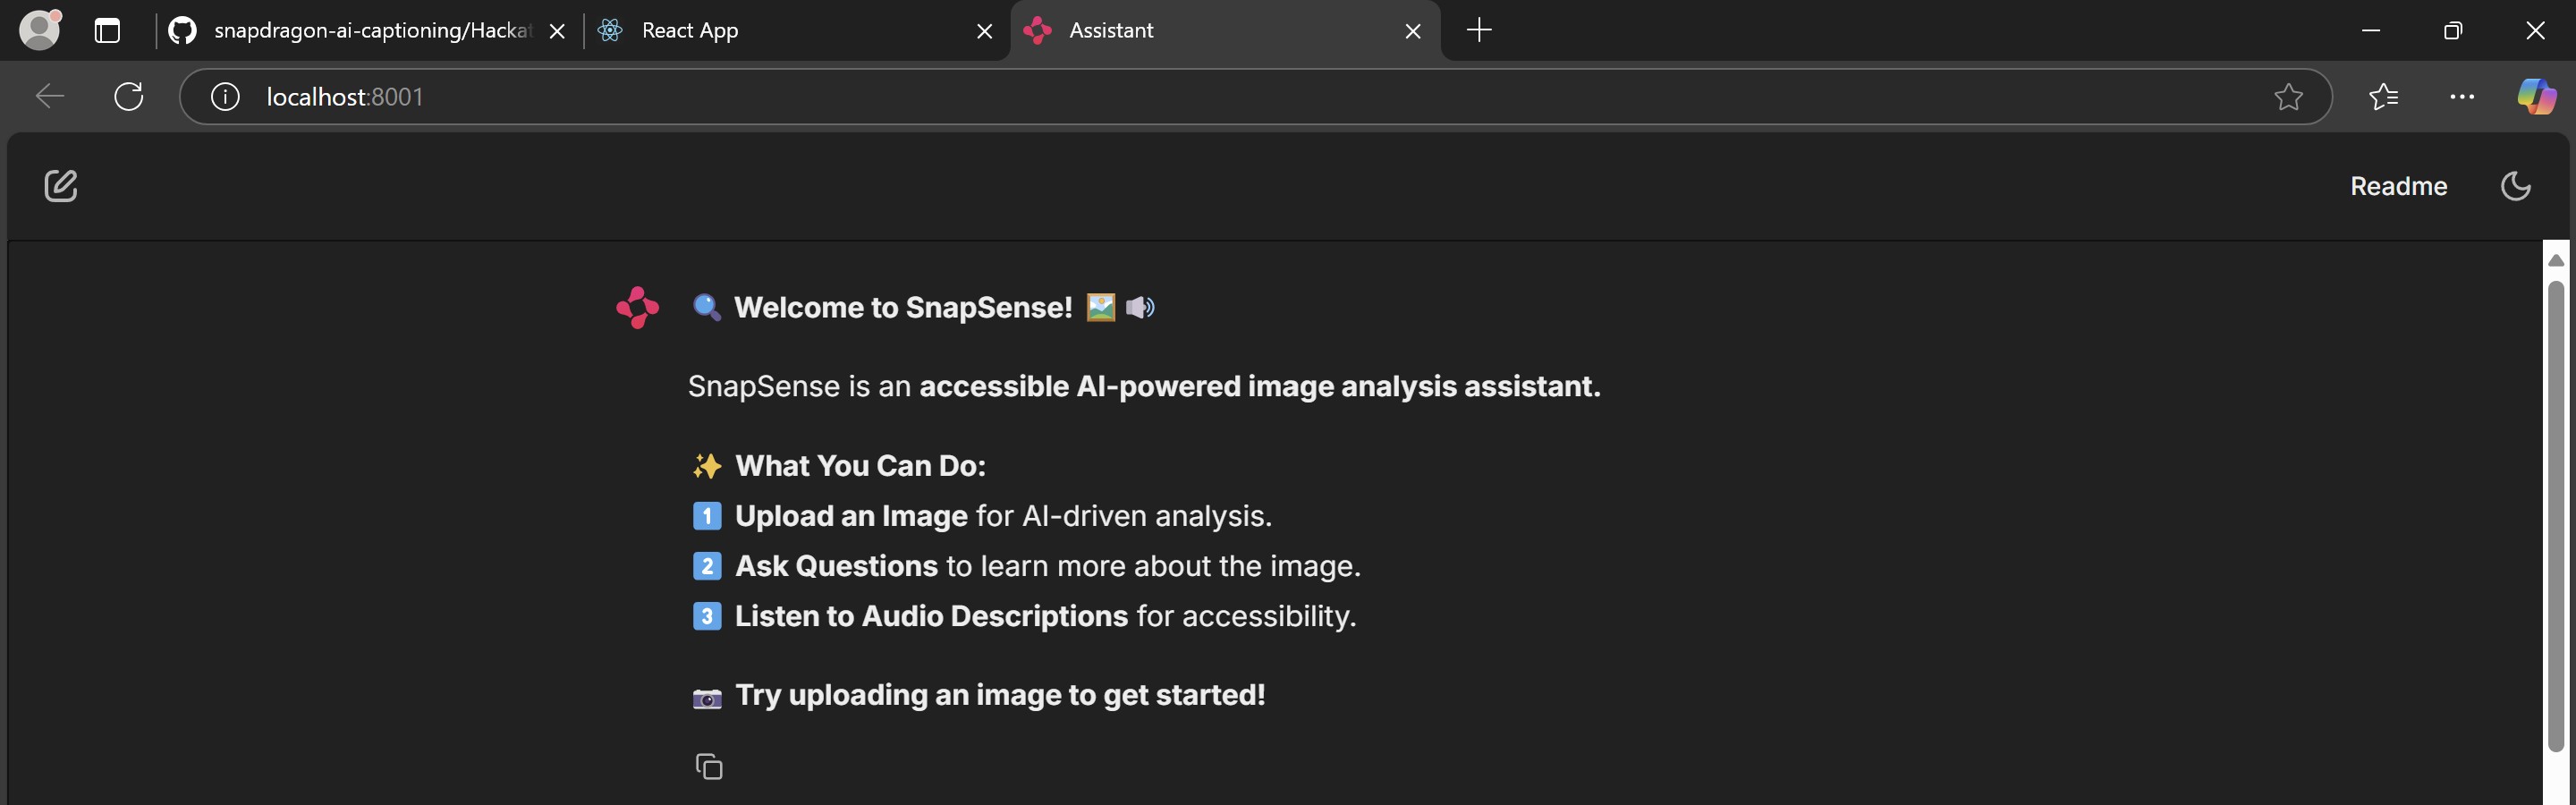 snapdragon-ai-captioning/Hackat
React App
Assistant
localhost:8001
Readme
🔍 Welcome to SnapSense! 🖼️ 🔊
SnapSense is an accessible AI-powered image analysis assistant.
✨ What You Can Do:
1️⃣ Upload an Image for AI-driven analysis.
2️⃣ Ask Questions to learn more about the image.
3️⃣ Listen to Audio Descriptions for accessibility.
📷 Try uploading an image to get started!